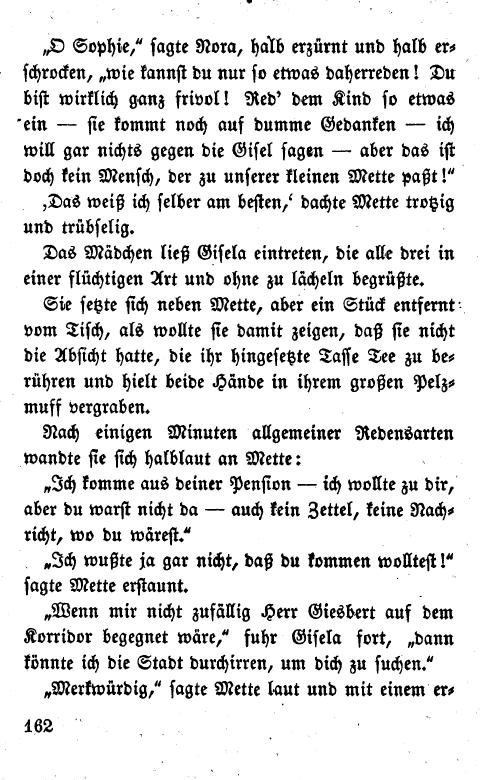 „O Sophie,“ sagte Nora, halb erzürnt und halb er-
schrocken, „wie kannst du nur so etwas daherreden! Du
bist wirklich ganz frivol! Red’ dem Kind so etwas
ein — sie kommt noch auf dumme Gedanken — ich
will gar nichts gegen die Gisel sagen — aber das ist
doch kein Mensch, der zu unserer kleinen Mette paßt!“
‚Das weiß ich selber am besten,‘ dachte Mette trotzig
und trübselig.
Das Mädchen ließ Gisela eintreten, die alle drei in
einer flüchtigen Art und ohne zu lächeln begrüßte.
Sie setzte sich neben Mette, aber ein Stück entfernt
vom Tisch, als wollte sie damit zeigen, daß sie nicht
die Absicht hatte, die ihr hingesetzte Tasse Tee zu be-
rühren und hielt beide Hände in ihrem großen Pelz-
muff vergraben.
Nach einigen Minuten allgemeiner Redensarten
wandte sie sich halblaut an Mette:
„Ich komme aus deiner Pension — ich wollte zu dir,
aber du warst nicht da — auch kein Zettel, keine Nach-
richt, wo du wärest.“
„Ich wußte ja gar nicht, daß du kommen wolltest!“
sagte Mette erstaunt.
„Wenn mir nicht zufällig Herr Giesbert auf dem
Korridor begegnet wäre,“ fuhr Gisela fort, „dann
könnte ich die Stadt durchirren, um dich zu suchen.“
„Merkwürdig,“ sagte Mette laut und mit einem er-
162